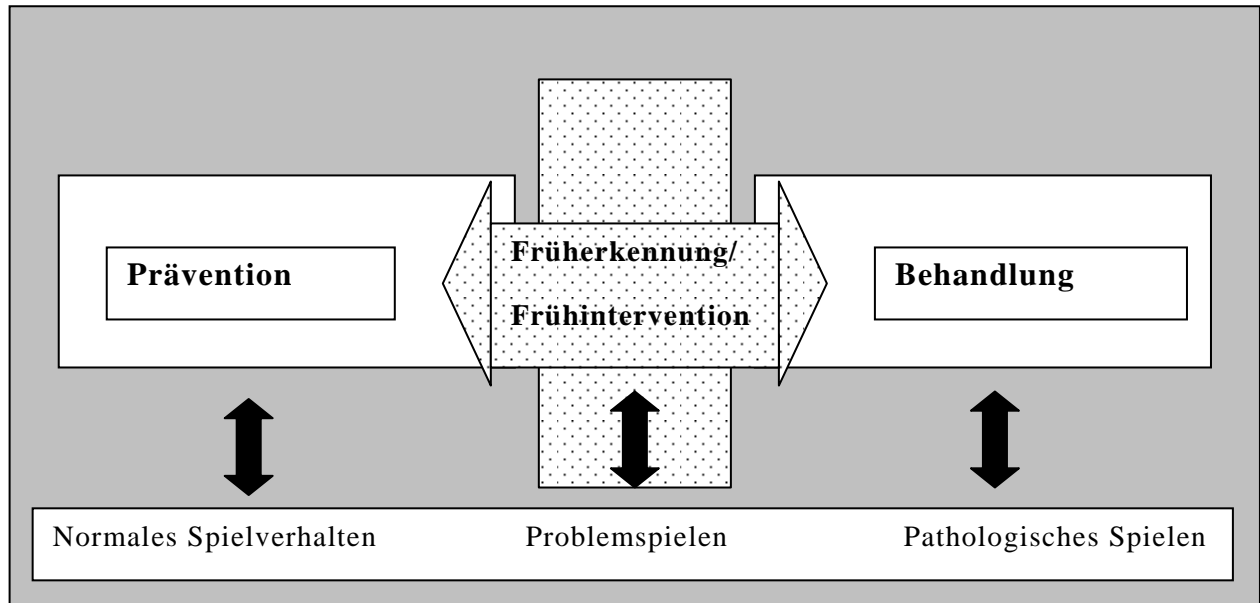 Prävention
Früherkennung/
Frühintervention
Behandlung
Normales Spielverhalten Problemspielen Pathologisches Spielen